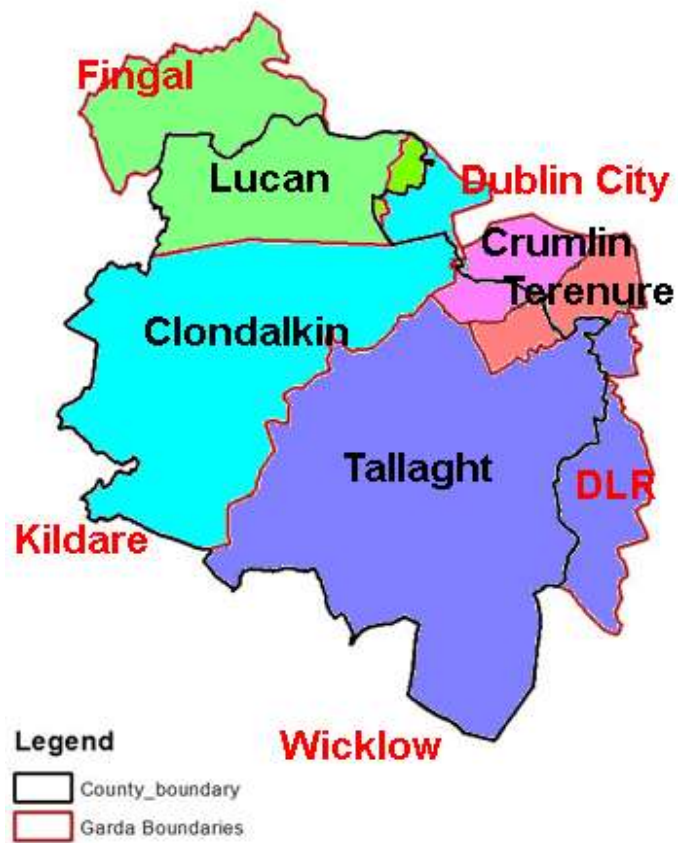 Fingal
Lucan
Dublin City
Crumlin
Terenure
Clondalkin
Tallaght
DLR
Kildare
Wicklow
Legend
County_boundary
Garda Boundaries